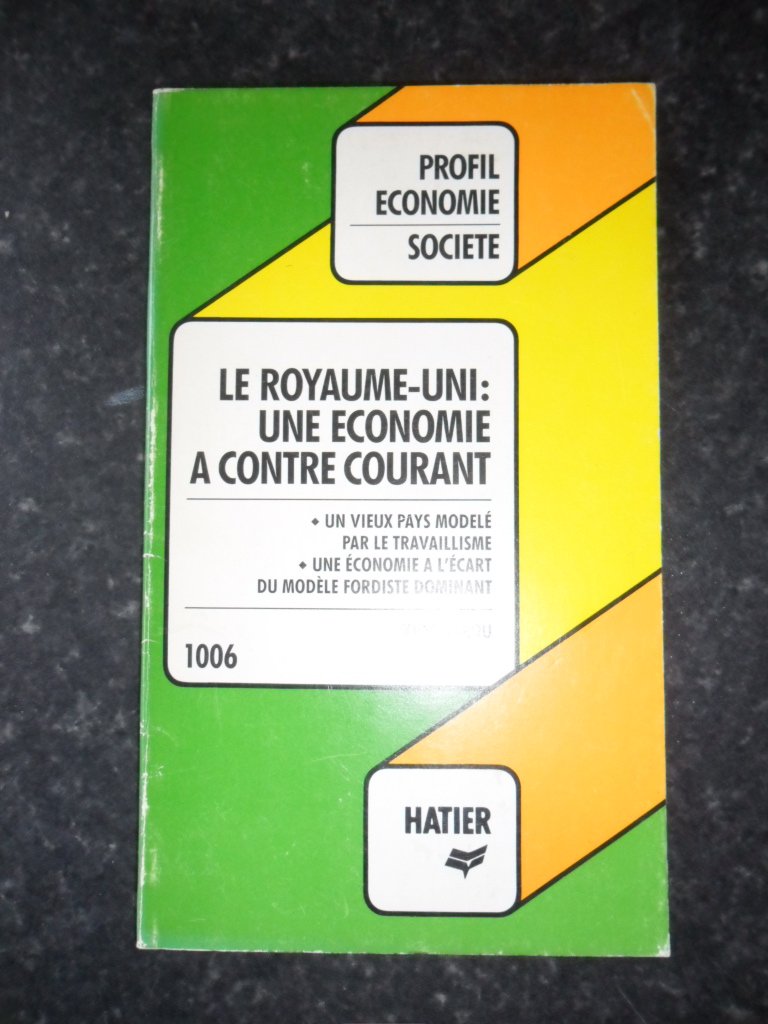 PROFIL
ECONOMIE
SOCIETE
LE ROYAUME-UNI:
UNE ECONOMIE
A CONTRE COURANT
◆ UN VIEUX PAYS MODELÉ
PAR LE TRAVAILLISME
◆ UNE ÉCONOMIE A L'ÉCART
DU MODÈLE FORDISTE DOMINANT
1006
HATIER